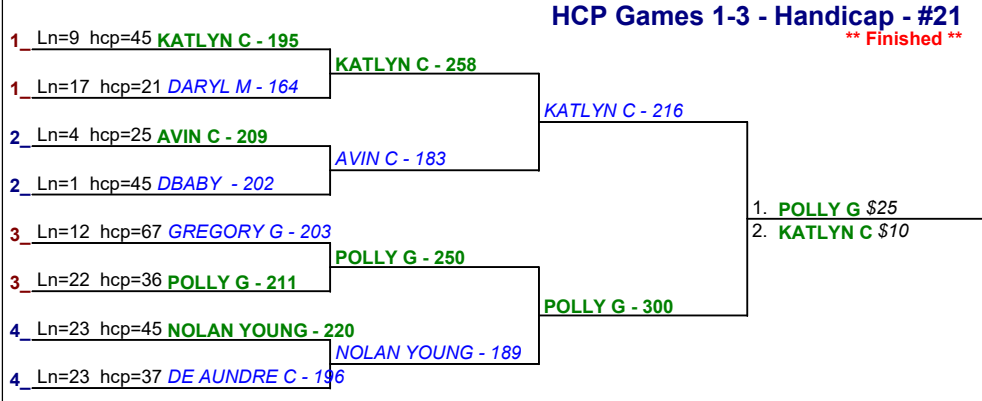 HCP Games 1-3 - Handicap - #21
** Finished **
1_ Ln=9 hcp=45 KATLYN C - 195
KATLYN C - 258
1_ Ln=17 hcp=21 DARYL M - 164
KATLYN C - 216
2_ Ln=4 hcp=25 AVIN C - 209
AVIN C - 183
2_ Ln=1 hcp=45 DBABY - 202
1. POLLY G $25
2. KATLYN C $10
3_ Ln=12 hcp=67 GREGORY G - 203
POLLY G - 250
3_ Ln=22 hcp=36 POLLY G - 211
POLLY G - 300
4_ Ln=23 hcp=45 NOLAN YOUNG - 220
NOLAN YOUNG - 189
4_ Ln=23 hcp=37 DE AUNDRE C - 196